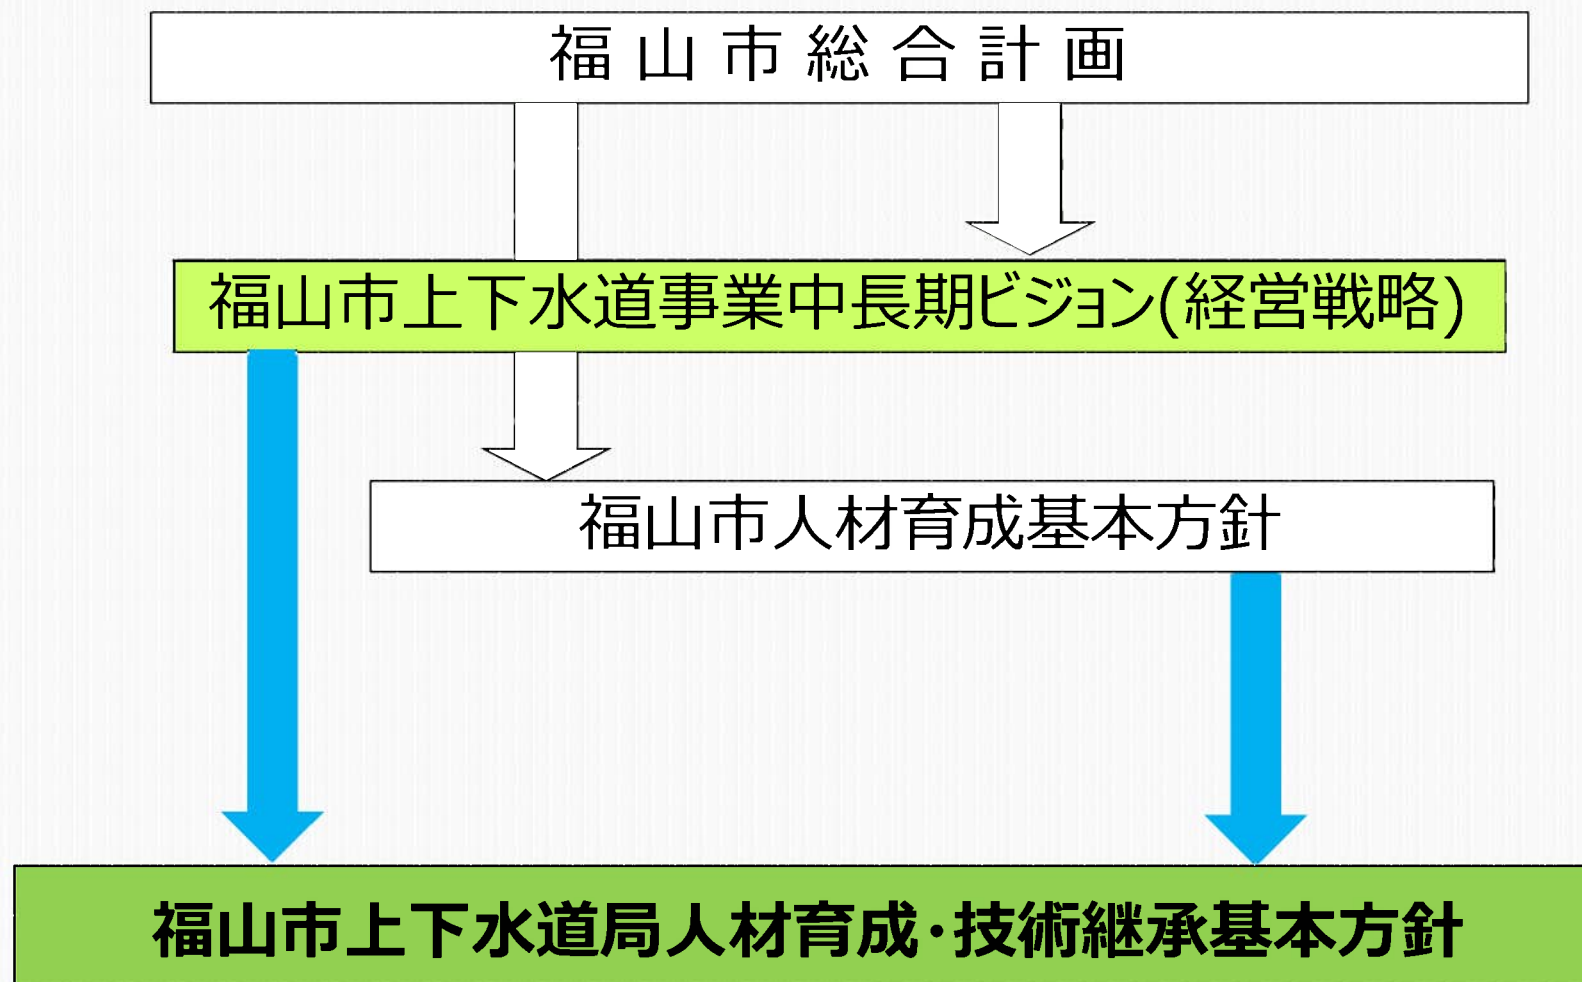 福山市総合計画
福山市上下水道事業中長期ビジョン(経営戦略)
福山市人材育成基本方針
福山市上下水道局人材育成・技術継承基本方針